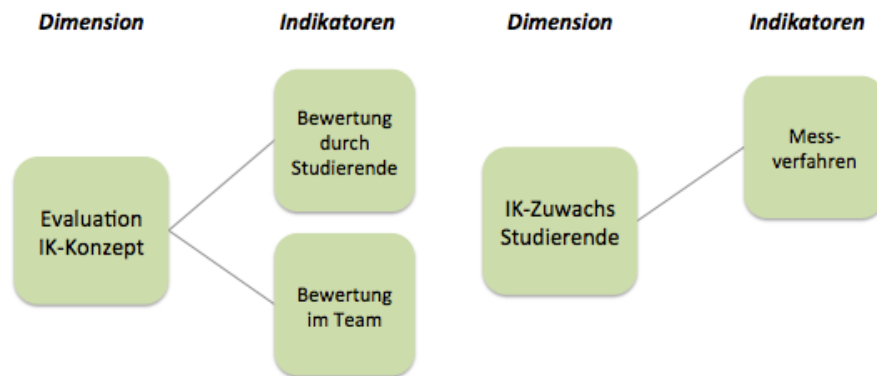 Dimension
Indikatoren
Dimension
Indikatoren
Bewertung
durch
Studierende
Evaluation
IK-Konzept
Bewertung
im Team
Mess-
verfahren
IK-Zuwachs
Studierende